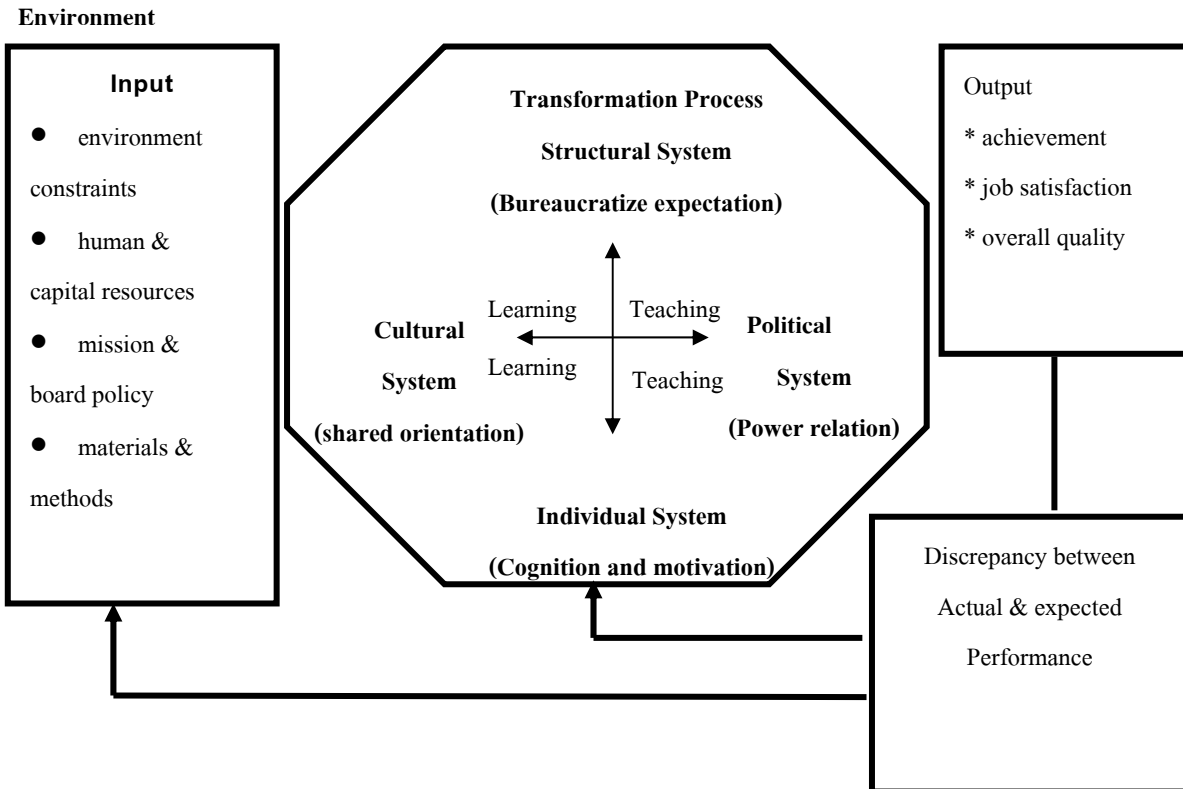 Environment
Input
● environment
constraints
● human &
capital resources
● mission &
board policy
● materials &
methods
Transformation Process
Structural System
(Bureaucratize expectation)
Learning
Teaching
Cultural
System
(shared orientation)
Learning
Teaching
Political
System
(Power relation)
Individual System
(Cognition and motivation)
Output
* achievement
* job satisfaction
* overall quality
Discrepancy between
Actual & expected
Performance